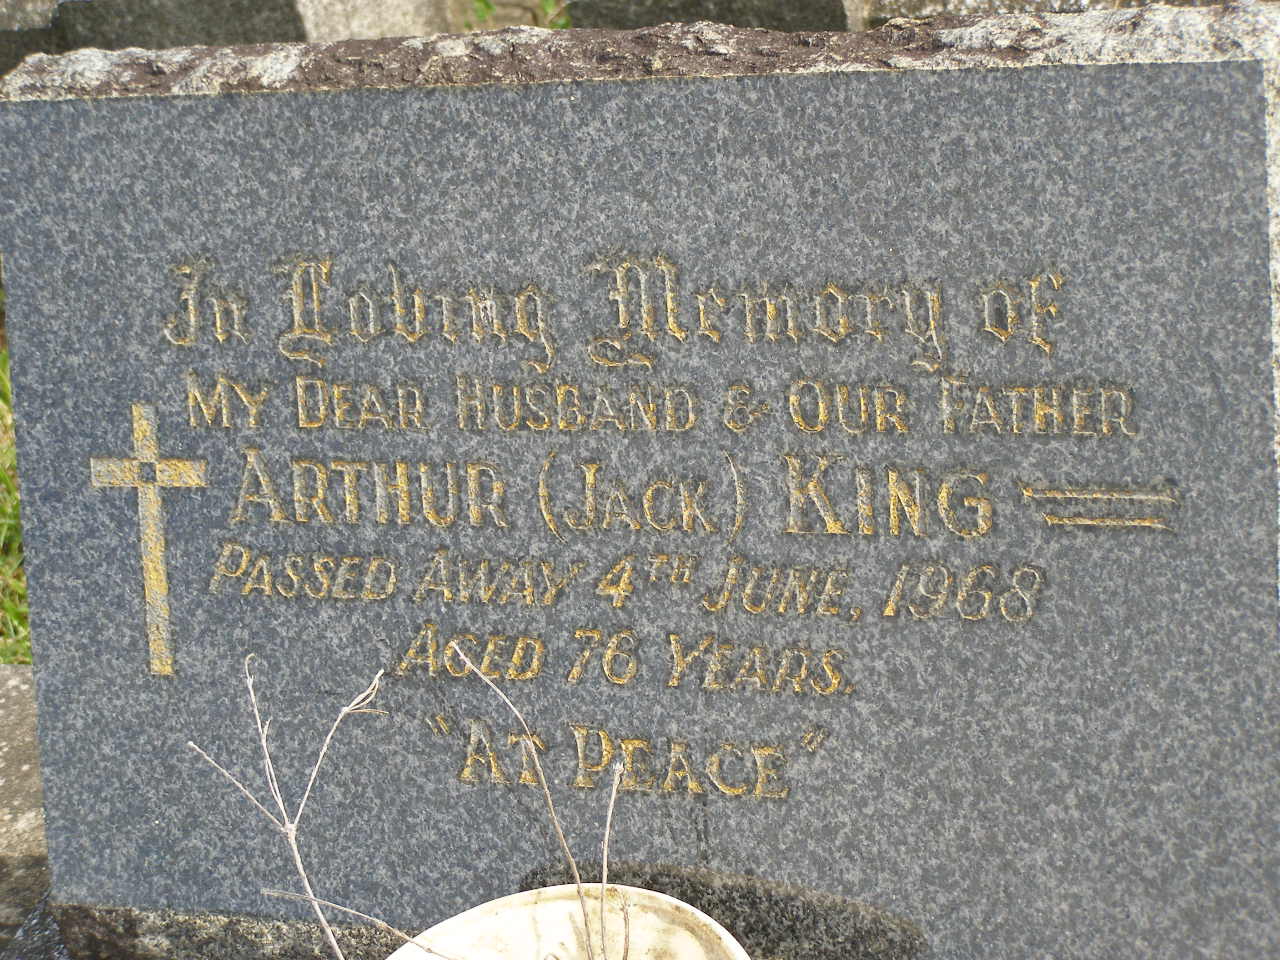 In Loving Memory of
MY DEAR HUSBAND & OUR FATHER
ARTHUR (JACK) KING
PASSED AWAY 4TH JUNE, 1968
AGED 76 YEARS.
"AT PEACE"